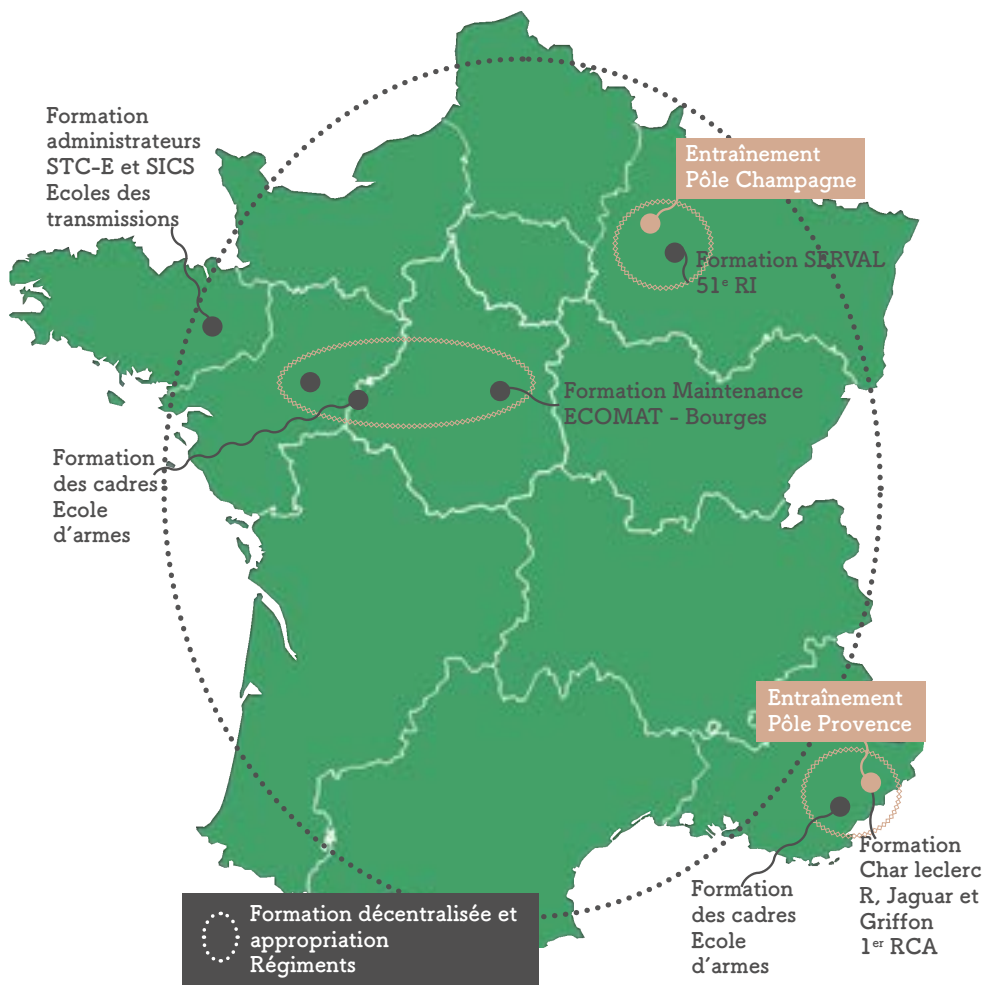 Formation
administrateurs
STC-E et SICS
Ecoles des
transmissions
Entraînement
Pôle Champagne
Formation SERVAL
51e RI
Formation Maintenance
ECOMAT - Bourges
Formation
des cadres
Ecole
d'armes
Entraînement
Pôle Provence
Formation
Char leclerc
R, Jaguar et
Griffon
1er RCA
Formation
des cadres
Ecole
d'armes
Formation décentralisée et
appropriation
Régiments